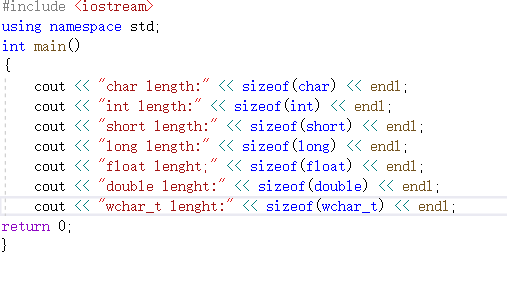 #include <iostream>
using namespace std;
int main()
{
cout << "char length:" << sizeof(char) << endl;
cout << "int length:" << sizeof(int) << endl;
cout << "short length:" << sizeof(short) << endl;
cout << "long length:" << sizeof(long) << endl;
cout << "float lenght;" << sizeof(float) << endl;
cout << "double lenght:" << sizeof(double) << endl;
cout << "wchar_t lenght:" << sizeof(wchar_t) << endl;
return 0;
}